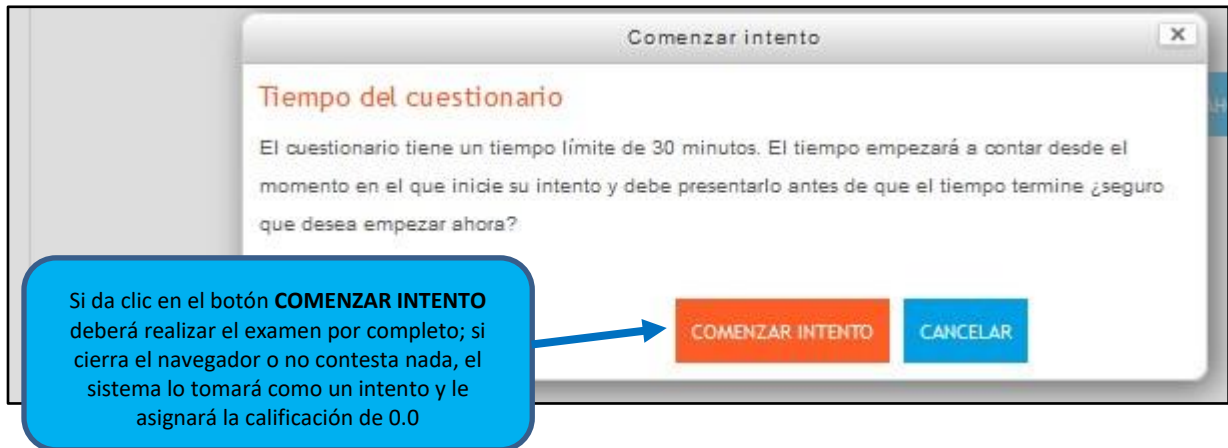 Comenzar intento
Tiempo del cuestionario
El cuestionario tiene un tiempo límite de 30 minutos. El tiempo empezará a contar desde el
momento en el que inicie su intento y debe presentarlo antes de que el tiempo termine ¿seguro
que desea empezar ahora?
Si da clic en el botón COMENZAR INTENTO
deberá realizar el examen por completo; si
cierra el navegador o no contesta nada, el
sistema lo tomará como un intento y le
asignará la calificación de 0.0
COMENZAR INTENTO
CANCELAR